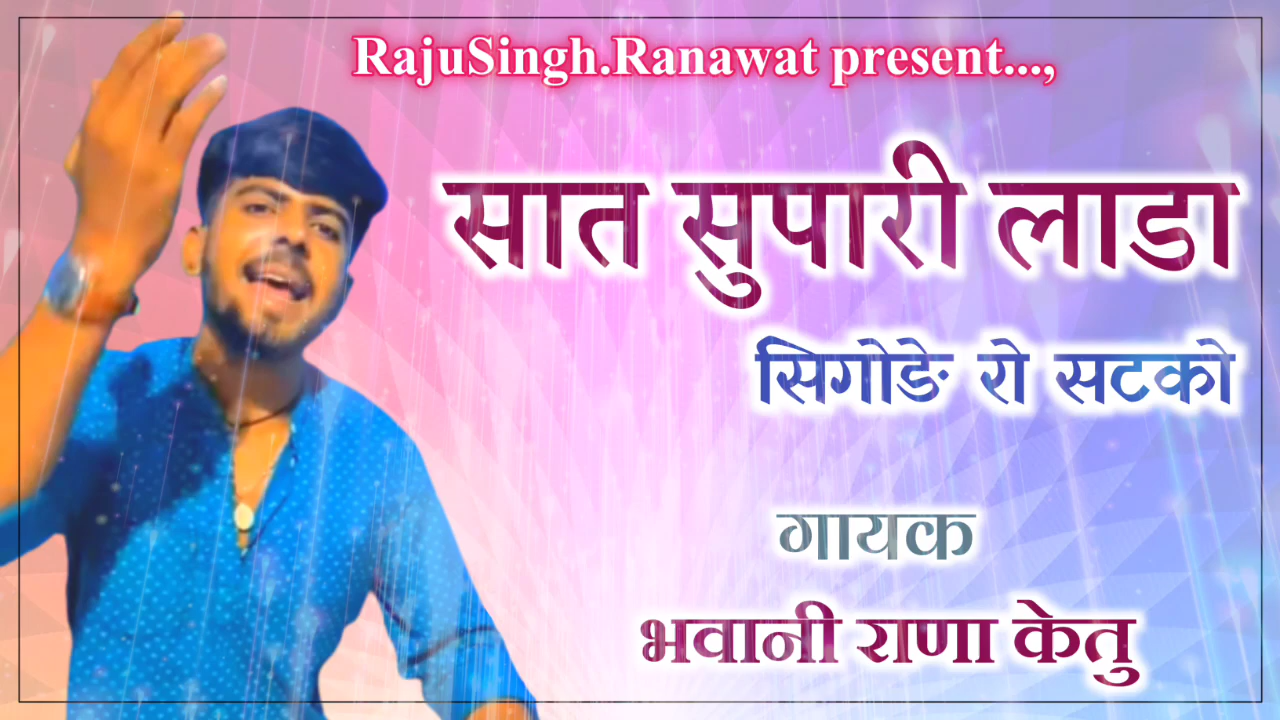 RajuSingh.Ranawat present...,
सात सुपारी लाडा
सिगोङे रो सटको
गायक
भवानी राणा केतु